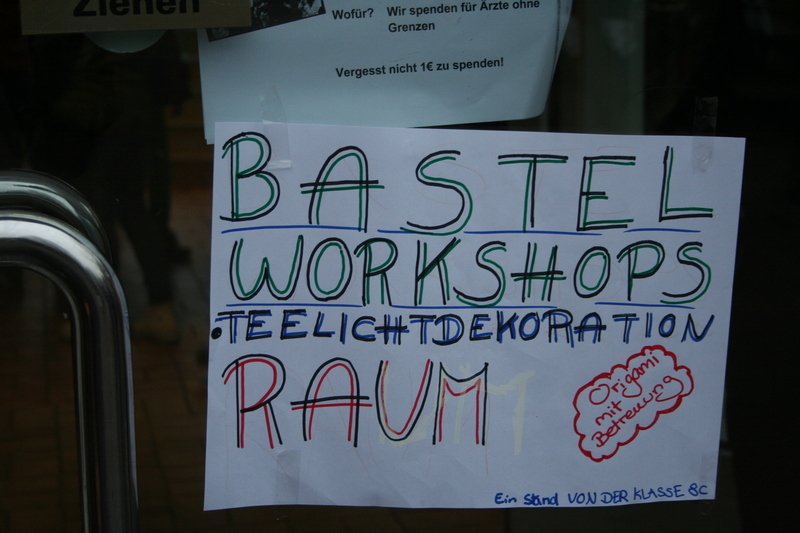 Ziehen
Wofür? Wir spenden für Ärzte ohne
Grenzen
Vergesst nicht 1€ zu spenden!
BASTEL
WORKSHOPS
•TEELICHTDEKORATION
RAUM
Origami
mit
Betreuung
Ein Stand VON DER KLASSE 8C